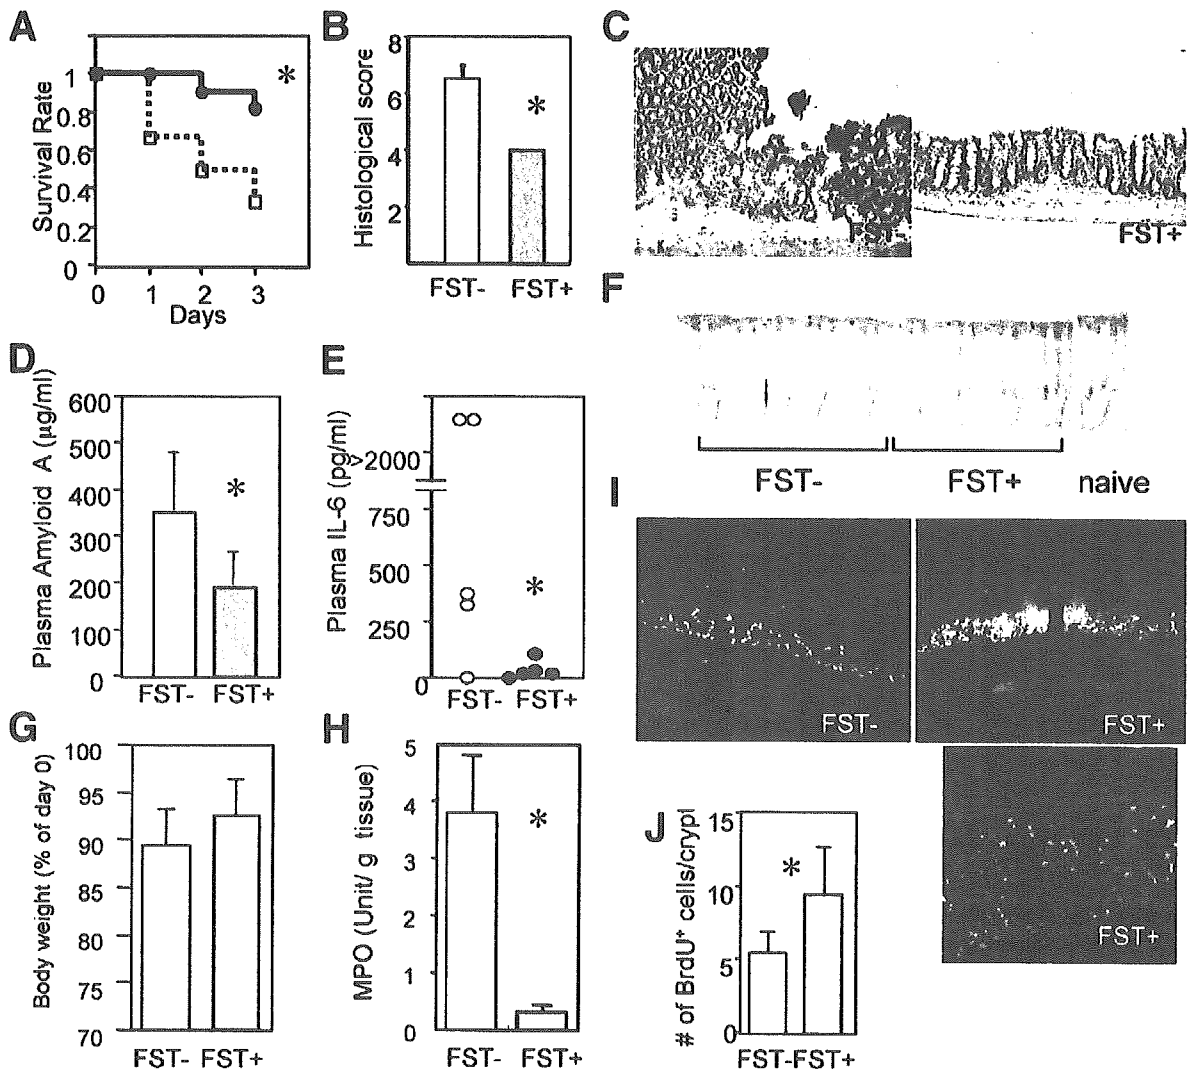 A
Survival Rate
1
0.8
0.6
0.4
0.2
0
0 1 2 3
Days
*
B
Histological score
8
6
4
2
*
FST- FST+
C
FST-
FST+
D
Plasma Amyloid A (µg/ml)
600
500
400
300
200
100
0
*
FST- FST+
E
Plasma IL-6 (pg/ml)
>2000
750
500
250
0
*
FST- FST+
F
FST- FST+ naive
G
Body weight (% of day 0)
100
95
90
85
80
75
70
FST- FST+
H
MPO (Unit/ g tissue)
5
4
3
2
1
0
*
FST- FST+
I
FST-
FST+
FST+
J
# of BrdU+ cells/crypt
15
10
5
0
*
FST-FST+